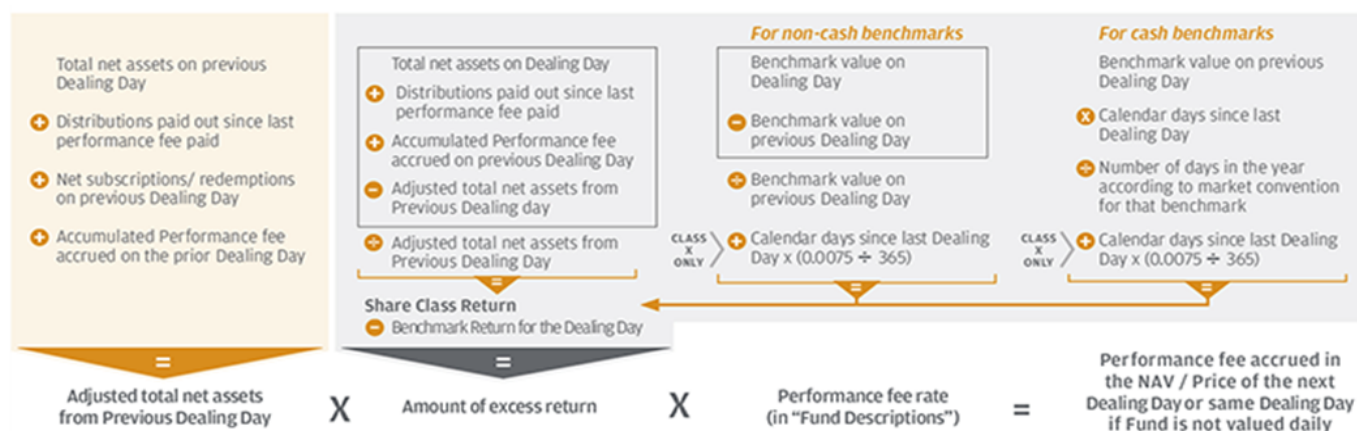 Total net assets on previous
Dealing Day
+ Distributions paid out since last
performance fee paid
+ Net subscriptions/ redemptions
on previous Dealing Day
+ Accumulated Performance fee
accrued on the prior Dealing Day
=
Adjusted total net assets
from Previous Dealing Day
X
Total net assets on Dealing Day
+ Distributions paid out since last
performance fee paid
+ Accumulated Performance fee
accrued on previous Dealing Day
− Adjusted total net assets from
Previous Dealing day
÷ Adjusted total net assets from
Previous Dealing Day
=
Share Class Return
− Benchmark Return for the Dealing Day
=
Amount of excess return
For non-cash benchmarks
Benchmark value on
Dealing Day
− Benchmark value on
previous Dealing Day
÷ Benchmark value on
previous Dealing Day
CLASS
X
ONLY
+ Calendar days since last Dealing
Day x (0.0075 ÷ 365)
=
For cash benchmarks
Benchmark value on previous
Dealing Day
X Calendar days since last
Dealing Day
÷ Number of days in the year
according to market convention
for that benchmark
CLASS
X
ONLY
+ Calendar days since last Dealing
Day x (0.0075 ÷ 365)
=
X
Performance fee rate
(in “Fund Descriptions”)
=
Performance fee accrued in
the NAV / Price of the next
Dealing Day or same Dealing Day
if Fund is not valued daily